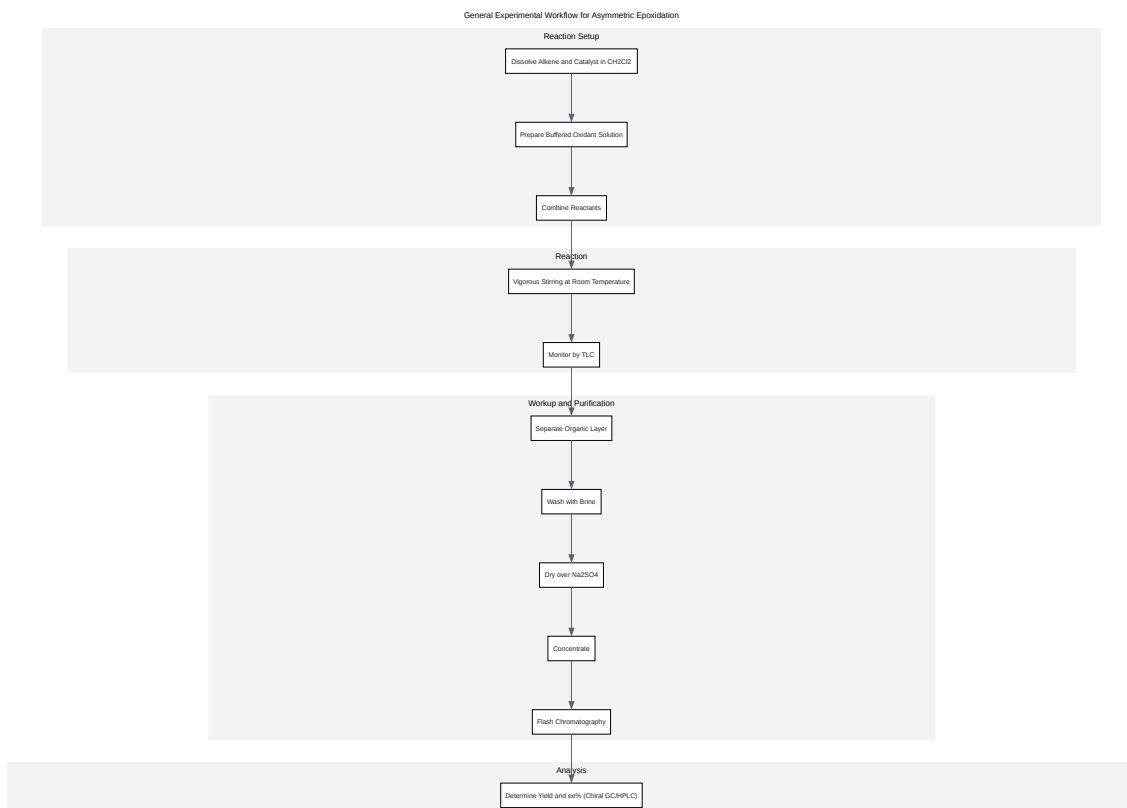 General Experimental Workflow for Asymmetric Epoxidation
Reaction Setup
Dissolve Alkene and Catalyst in CH2Cl2
Prepare Buffered Oxidant Solution
Combine Reactants
Reaction
Vigorous Stirring at Room Temperature
Monitor by TLC
Workup and Purification
Separate Organic Layer
Wash with Brine
Dry over Na2SO4
Concentrate
Flash Chromatography
Analysis
Determine Yield and ee% (Chiral GC/HPLC)